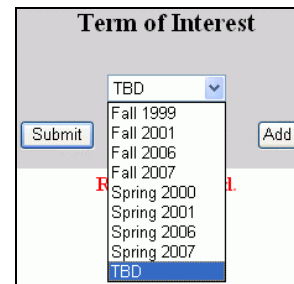 Term of Interest
TBD
Submit
Add
Fall 1999
Fall 2001
Fall 2006
Fall 2007
Spring 2000
Spring 2001
Spring 2006
Spring 2007
TBD